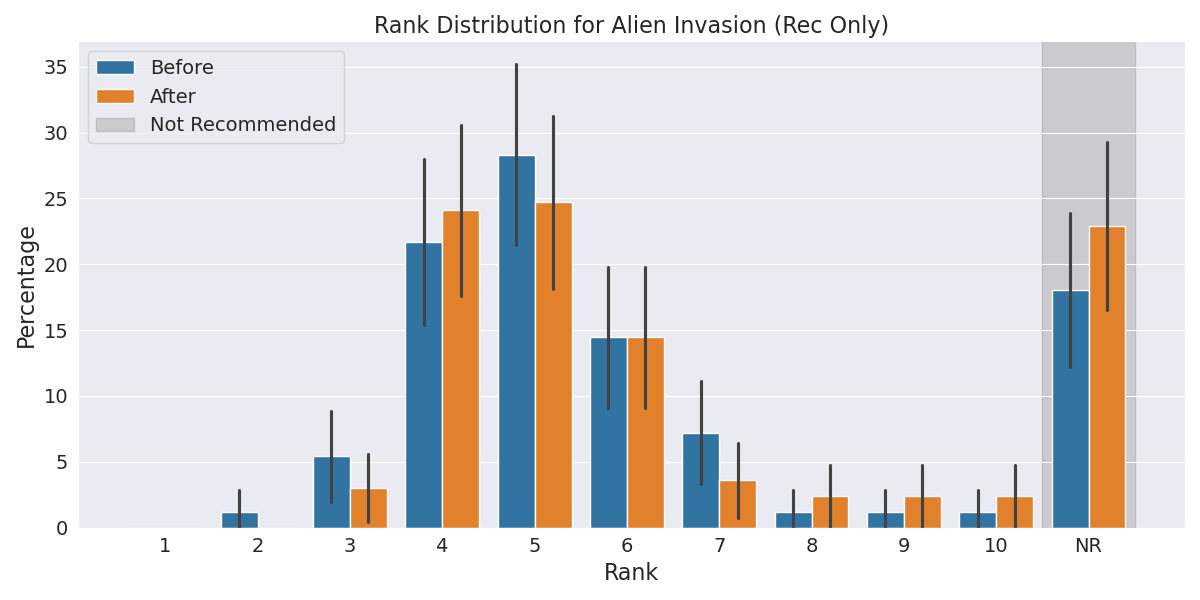 Rank Distribution for Alien Invasion (Rec Only)
Before
After
Not Recommended
Percentage
35
30
25
20
15
10
5
0
1 2 3 4 5 6 7 8 9 10 NR
Rank